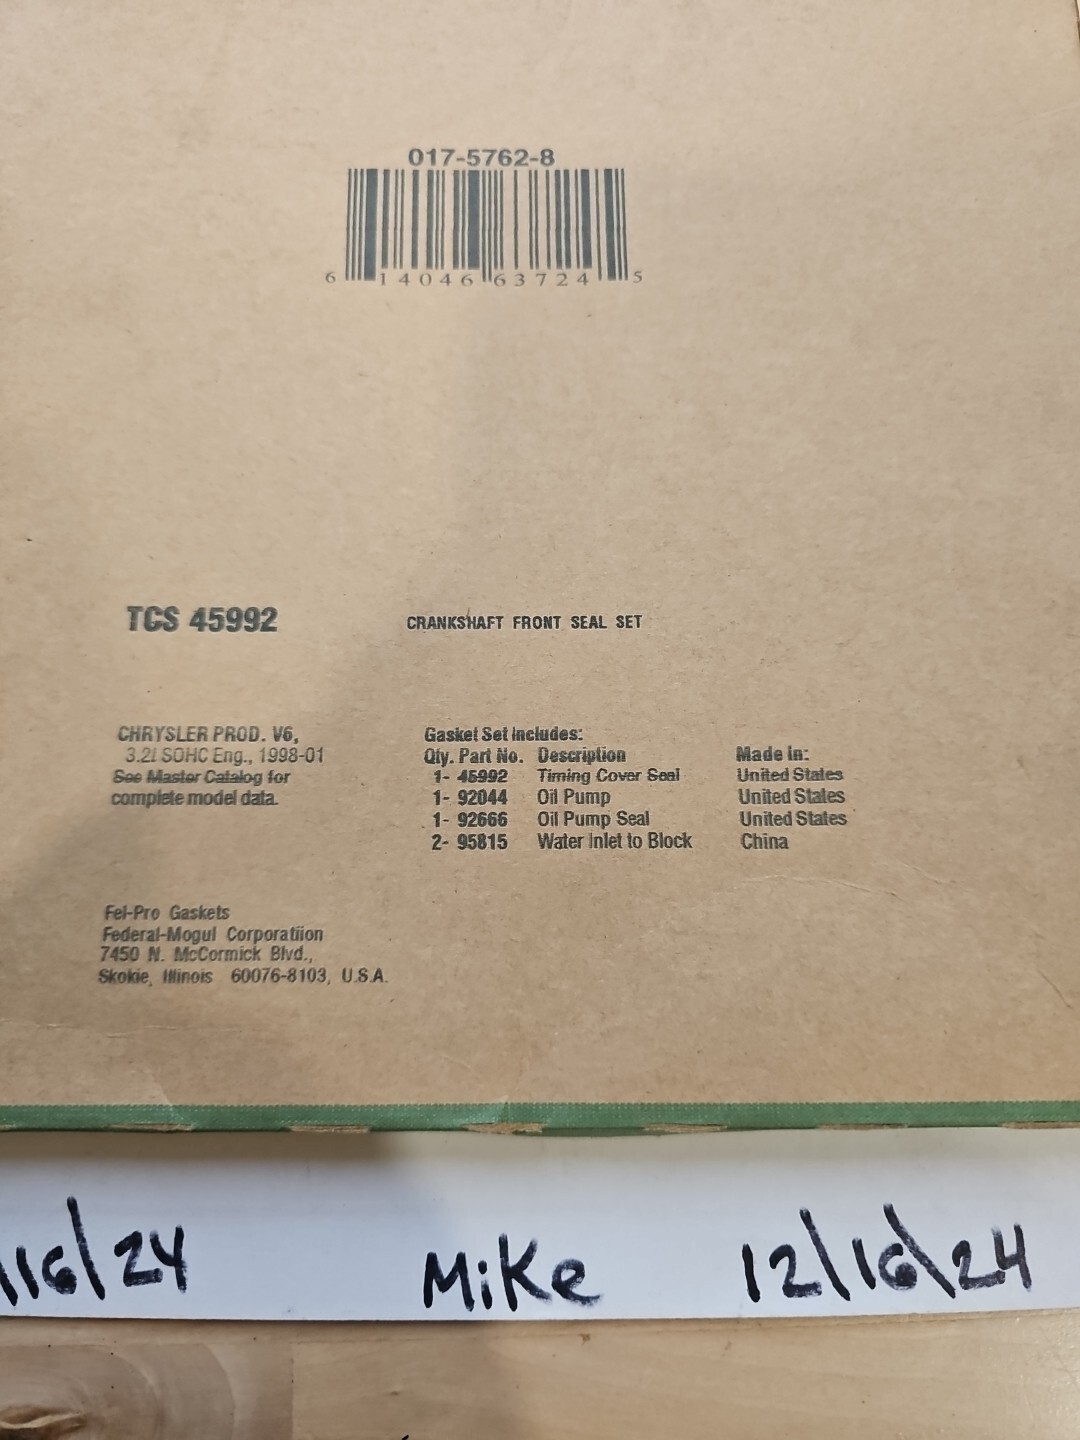 017-5762-8
6 14046 63724 5
TCS 45992 CRANKSHAFT FRONT SEAL SET
CHRYSLER PROD. V6,
3.2l SOHC Eng., 1998-01
See Master Catalog for
complete model data.
Gasket Set Includes:
Qty. Part No. Description Made in:
1- 45992 Timing Cover Seal United States
1- 92044 Oil Pump United States
1- 92666 Oil Pump Seal United States
2- 95815 Water Inlet to Block China
Fel-Pro Gaskets
Federal-Mogul Corporatiion
7450 N. McCormick Blvd.,
Skokie, Illinois 60076-8103, U.S.A.
\16/24 Mike 12\16\24